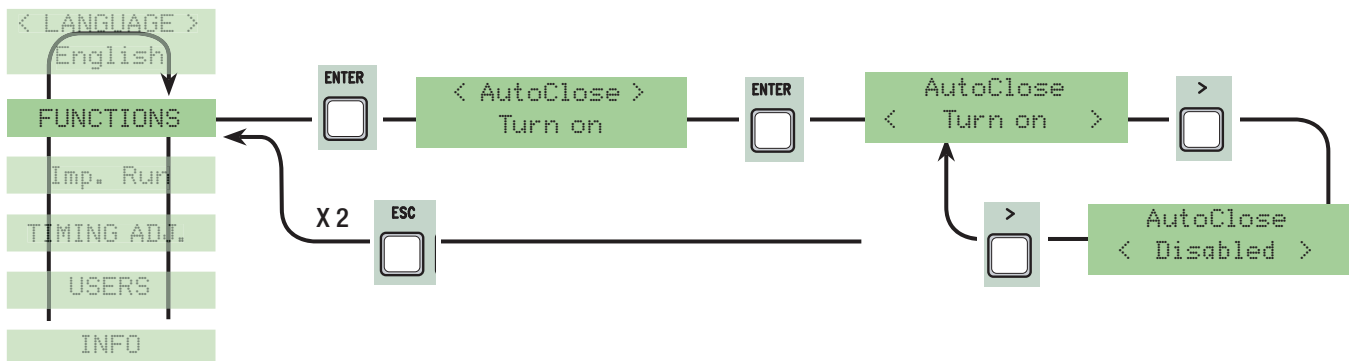 < LANGUAGE >
English
FUNCTIONS
Imp. Run
TIMING ADJ.
USERS
INFO
ENTER
< AutoClose >
Turn on
ENTER
AutoClose
< Turn on >
>
AutoClose
< Disabled >
>
X 2
ESC